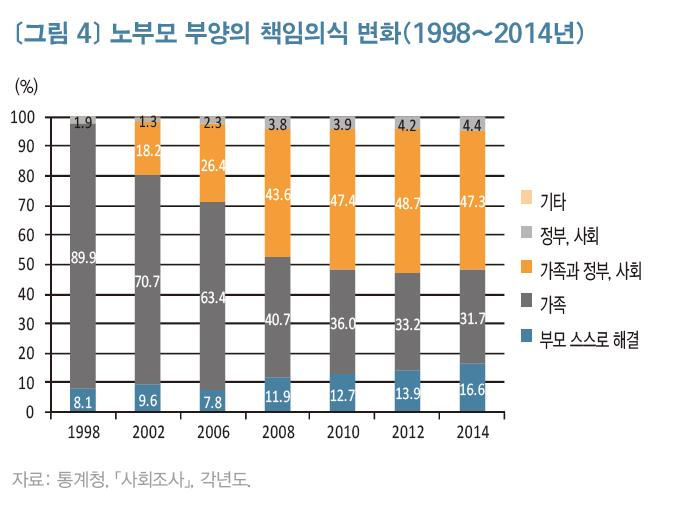 [그림 4] 노부모 부양의 책임의식 변화(1998~2014년)
(%)
100
90
80
70
60
50
40
30
20
10
0
1.9 1.3 2.3 3.8 3.9 4.2 4.4
18.2 26.4 43.6 47.4 48.7 47.3
89.9 70.7 63.4 40.7 36.0 33.2 31.7
8.1 9.6 7.8 11.9 12.7 13.9 16.6
1998 2002 2006 2008 2010 2012 2014
기타
정부, 사회
가족과 정부, 사회
가족
부모 스스로 해결
자료: 통계청, 「사회조사」, 각년도.